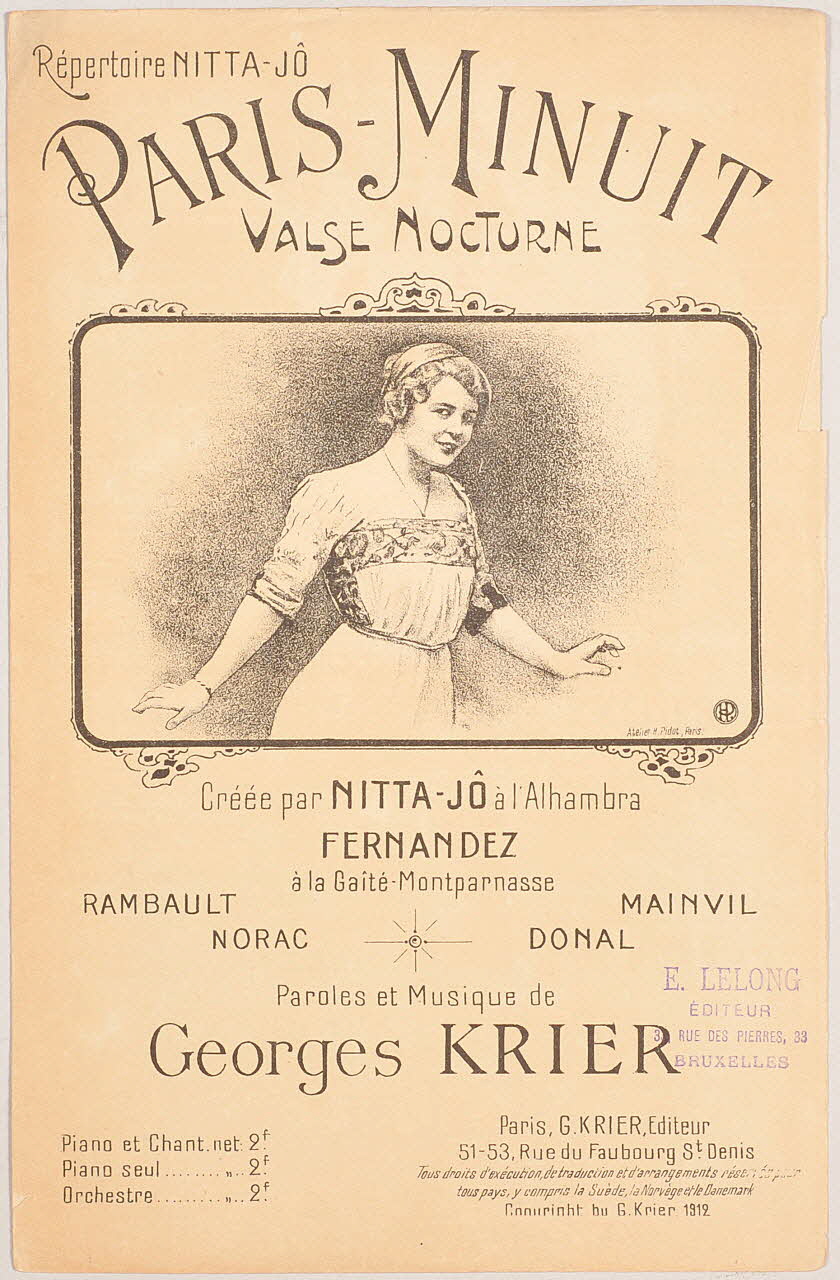 Répertoire NITTA-JÔ
PARIS-MINUIT
VALSE NOCTURNE
Atelier H. Pidot, Paris.
Créée par NITTA-JÔ à l'Alhambra
FERNANDEZ
à la Gaîté-Montparnasse
RAMBAULT MAINVIL
NORAC DONAL
Paroles et Musique de
Georges KRIER
E. LELONG
ÉDITEUR
RUE DES PIERRES, 33
BRUXELLES
Piano et Chant. net. 2f
Piano seul ........ „ .. 2f
Orchestre ......... „ .. 2f
Paris, G. KRIER, Editeur
51-53, Rue du Faubourg St Denis
Tous droits d'exécution, de traduction et d'arrangements pour
tous pays, y compris la Suède, la Norvège et le Danemark
Copyright by G. Krier 1912